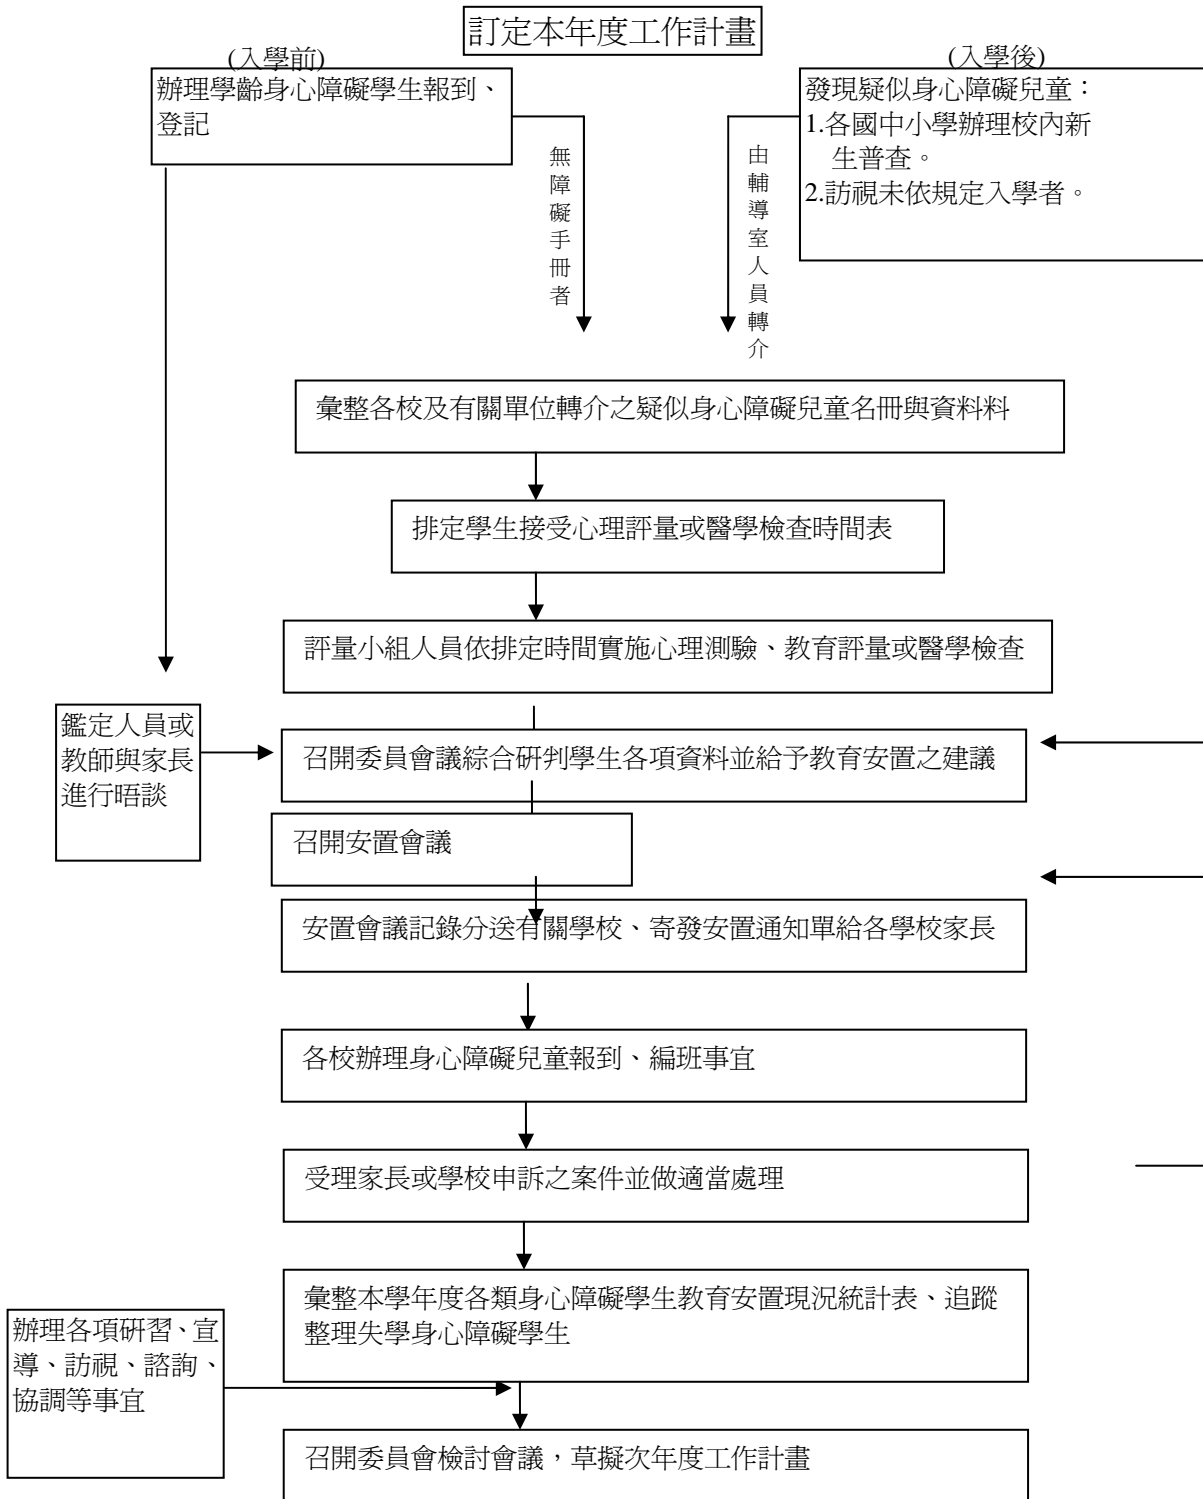 訂定本年度工作計畫
(入學前)
辦理學齡身心障礙學生報到、
登記
(入學後)
發現疑似身心障礙兒童：
1.各國中小學辦理校內新
生普查。
2.訪視未依規定入學者。
無障礙手冊者
由輔導室人員轉介
彙整各校及有關單位轉介之疑似身心障礙兒童名冊與資料料
排定學生接受心理評量或醫學檢查時間表
評量小組人員依排定時間實施心理測驗、教育評量或醫學檢查
鑑定人員或
教師與家長
進行晤談
召開委員會議綜合研判學生各項資料並給予教育安置之建議
召開安置會議
安置會議記錄分送有關學校、寄發安置通知單給各學校家長
各校辦理身心障礙兒童報到、編班事宜
受理家長或學校申訴之案件並做適當處理
彙整本學年度各類身心障礙學生教育安置現況統計表、追蹤
整理失學身心障礙學生
辦理各項研習、宣
導、訪視、諮詢、
協調等事宜
召開委員會檢討會議，草擬次年度工作計畫